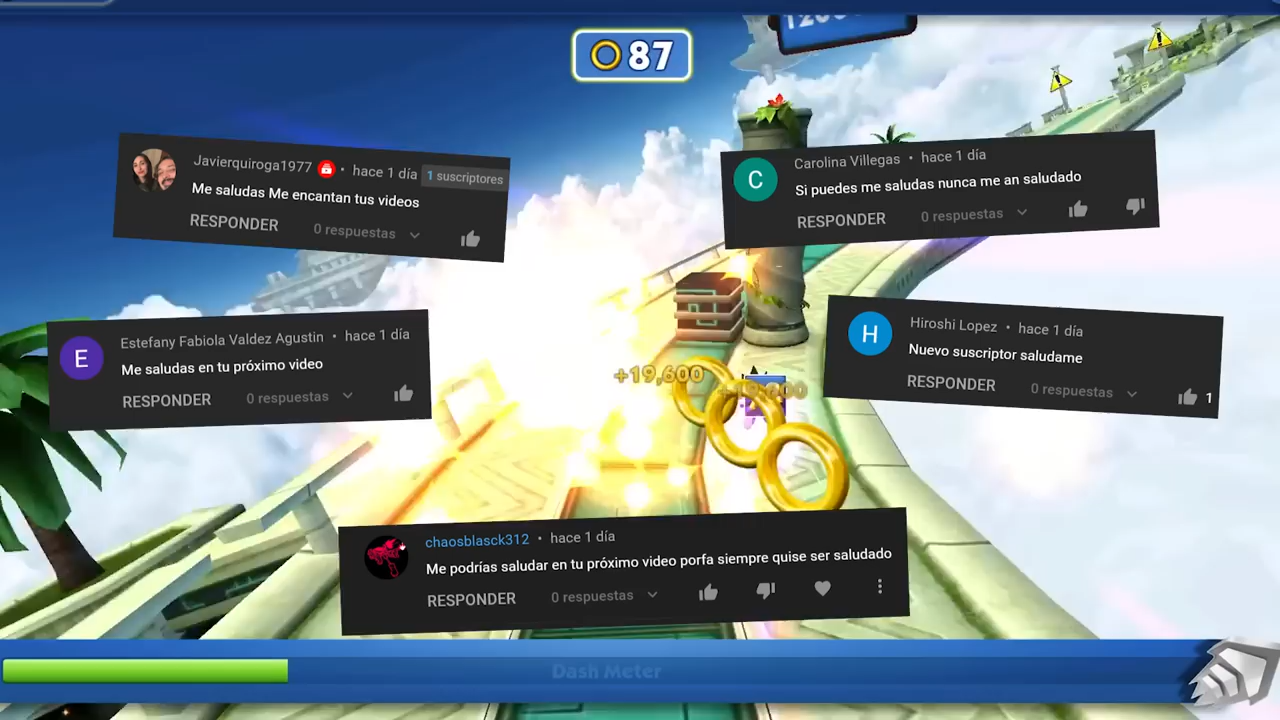 87
Javierquiroga1977 • hace 1 día 1 suscriptores
Me saludas Me encantan tus videos
RESPONDER 0 respuestas
Carolina Villegas • hace 1 día
Si puedes me saludas nunca me an saludado
RESPONDER 0 respuestas
Estefany Fabiola Valdez Agustin • hace 1 día
E
Me saludas en tu próximo video
RESPONDER 0 respuestas
C
Hiroshi Lopez • hace 1 día
H
Nuevo suscriptor saludame
RESPONDER 0 respuestas 1
+19,600
chaosblasck312 • hace 1 día
Me podrías saludar en tu próximo video porfa siempre quise ser saludado
RESPONDER 0 respuestas
Dash Meter